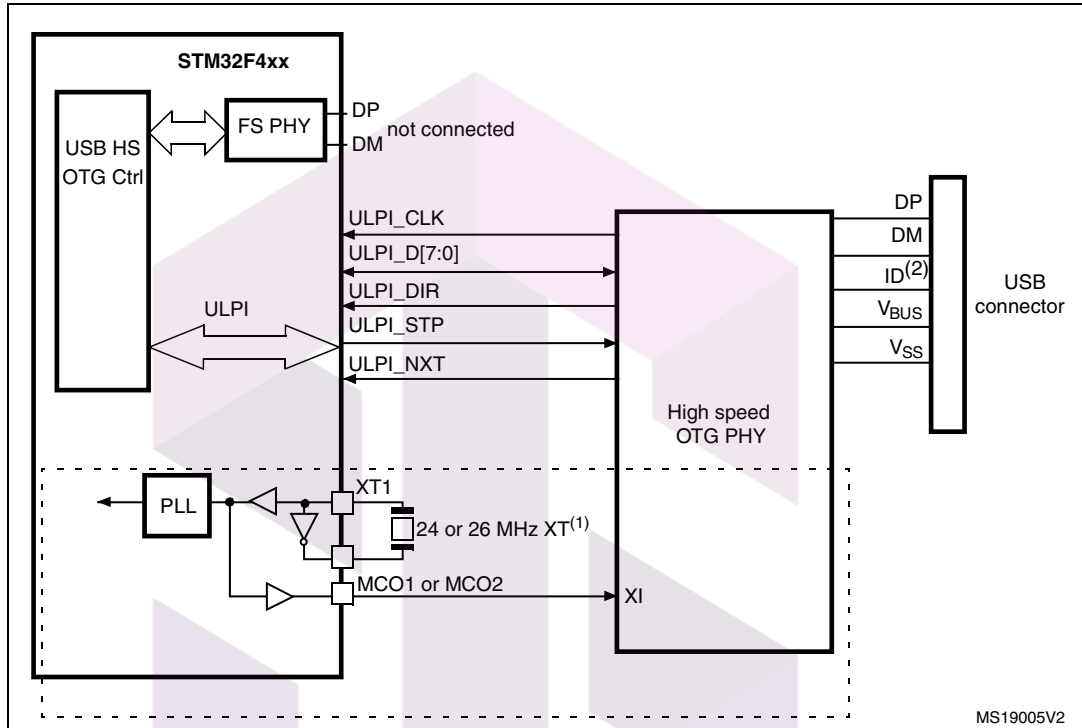 STM32F4xx
USB HS
OTG Ctrl
FS PHY
DP
DM
not connected
ULPI
ULPI_CLK
ULPI_D[7:0]
ULPI_DIR
ULPI_STP
ULPI_NXT
High speed
OTG PHY
DP
DM
ID(2)
VBUS
VSS
USB
connector
PLL
XT1
24 or 26 MHz XT(1)
MCO1 or MCO2
XI
MS19005V2